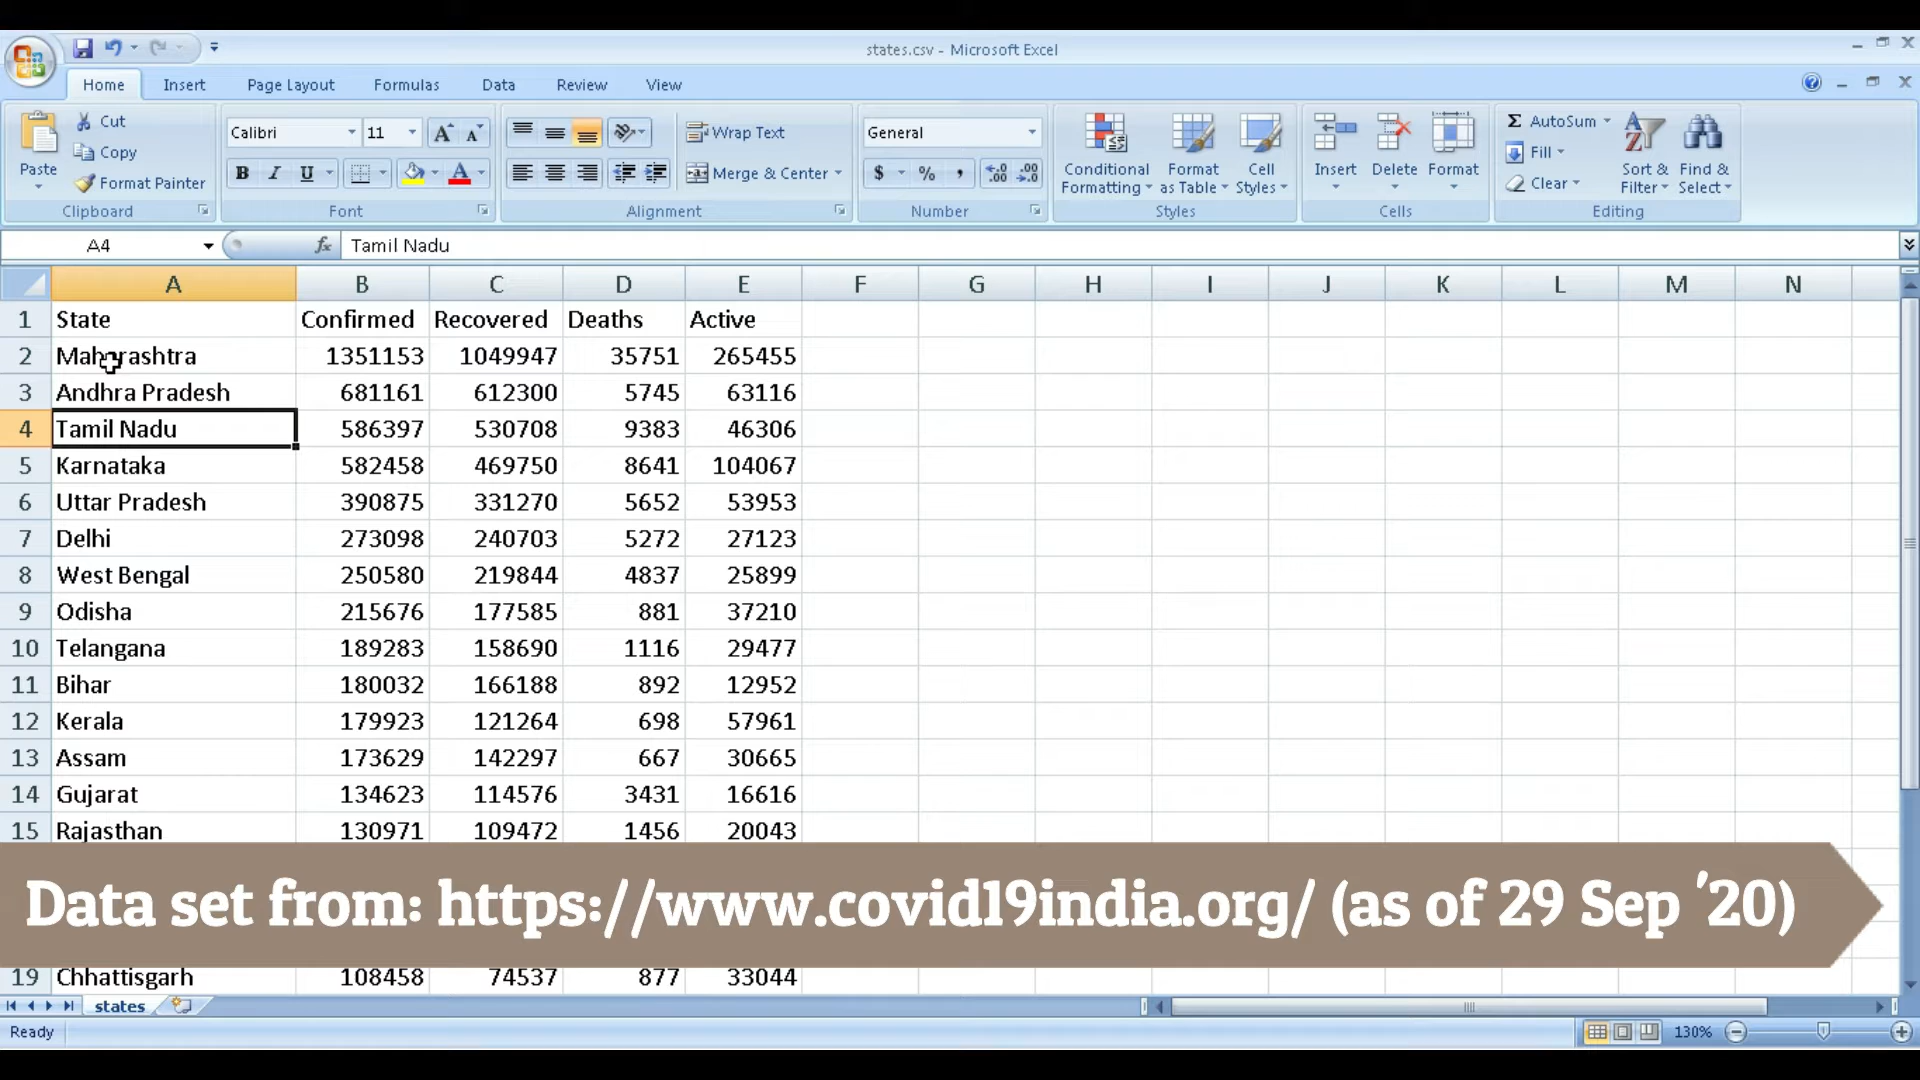 states.csv - Microsoft Excel
Home Insert Page Layout Formulas Data Review View
Paste
Cut
Copy
Format Painter
Clipboard
Calibri 11
B I U A
Font
Wrap Text
Merge & Center
Alignment
General
$ % , .00 .00
Number
Conditional Formatting
Format as Table
Cell Styles
Styles
Insert Delete Format
Cells
Σ AutoSum
Fill
Clear
Sort & Filter
Find & Select
Editing
A4 fx Tamil Nadu
A B C D E F G H I J K L M N
1 State Confirmed Recovered Deaths Active
2 Maharashtra 1351153 1049947 35751 265455
3 Andhra Pradesh 681161 612300 5745 63116
4 Tamil Nadu 586397 530708 9383 46306
5 Karnataka 582458 469750 8641 104067
6 Uttar Pradesh 390875 331270 5652 53953
7 Delhi 273098 240703 5272 27123
8 West Bengal 250580 219844 4837 25899
9 Odisha 215676 177585 881 37210
10 Telangana 189283 158690 1116 29477
11 Bihar 180032 166188 892 12952
12 Kerala 179923 121264 698 57961
13 Assam 173629 142297 667 30665
14 Gujarat 134623 114576 3431 16616
15 Rajasthan 130971 109472 1456 20043
Data set from: https://www.covid19india.org/ (as of 29 Sep '20)
19 Chhattisgarh 108458 74537 877 33044
states
Ready 130%